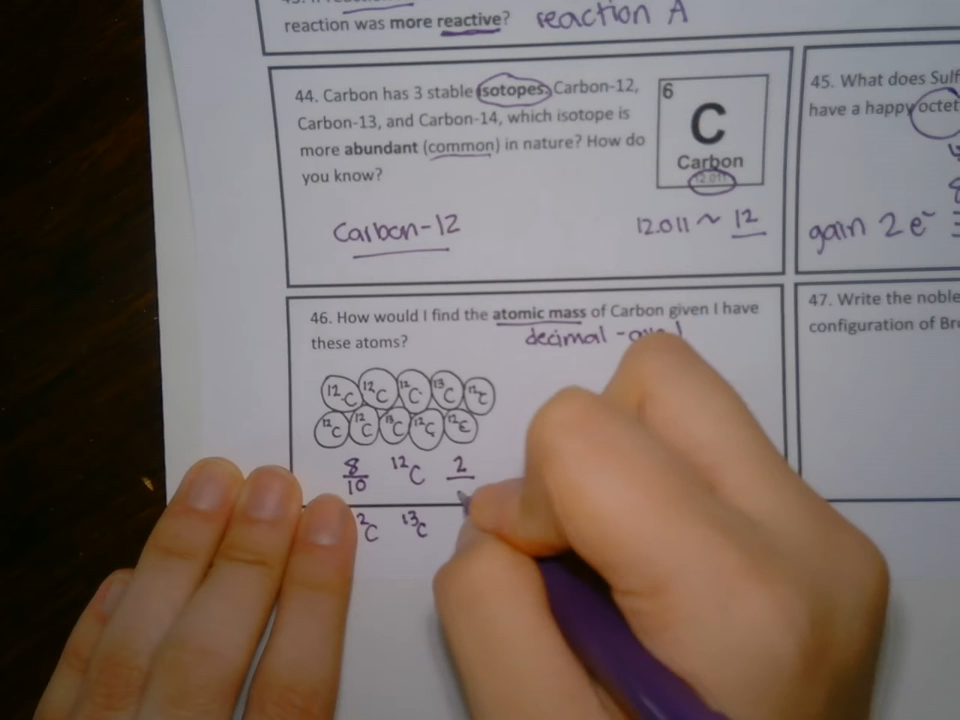 reaction was more reactive? reaction A
44. Carbon has 3 stable isotopes, Carbon-12,
Carbon-13, and Carbon-14, which isotope is
more abundant (common) in nature? How do
you know?
6
C
Carbon
12.011
Carbon-12
12.011 ~ 12
45. What does Sulf
have a happy octet
gain 2 e⁻
46. How would I find the atomic mass of Carbon given I have
these atoms?
decimal -
¹²C ¹²C ¹²C ¹³C ¹²C
¹²C ¹²C ¹³C ¹²C ¹²C
8/10 ¹²C 2
²C ¹³C
47. Write the noble
configuration of Br